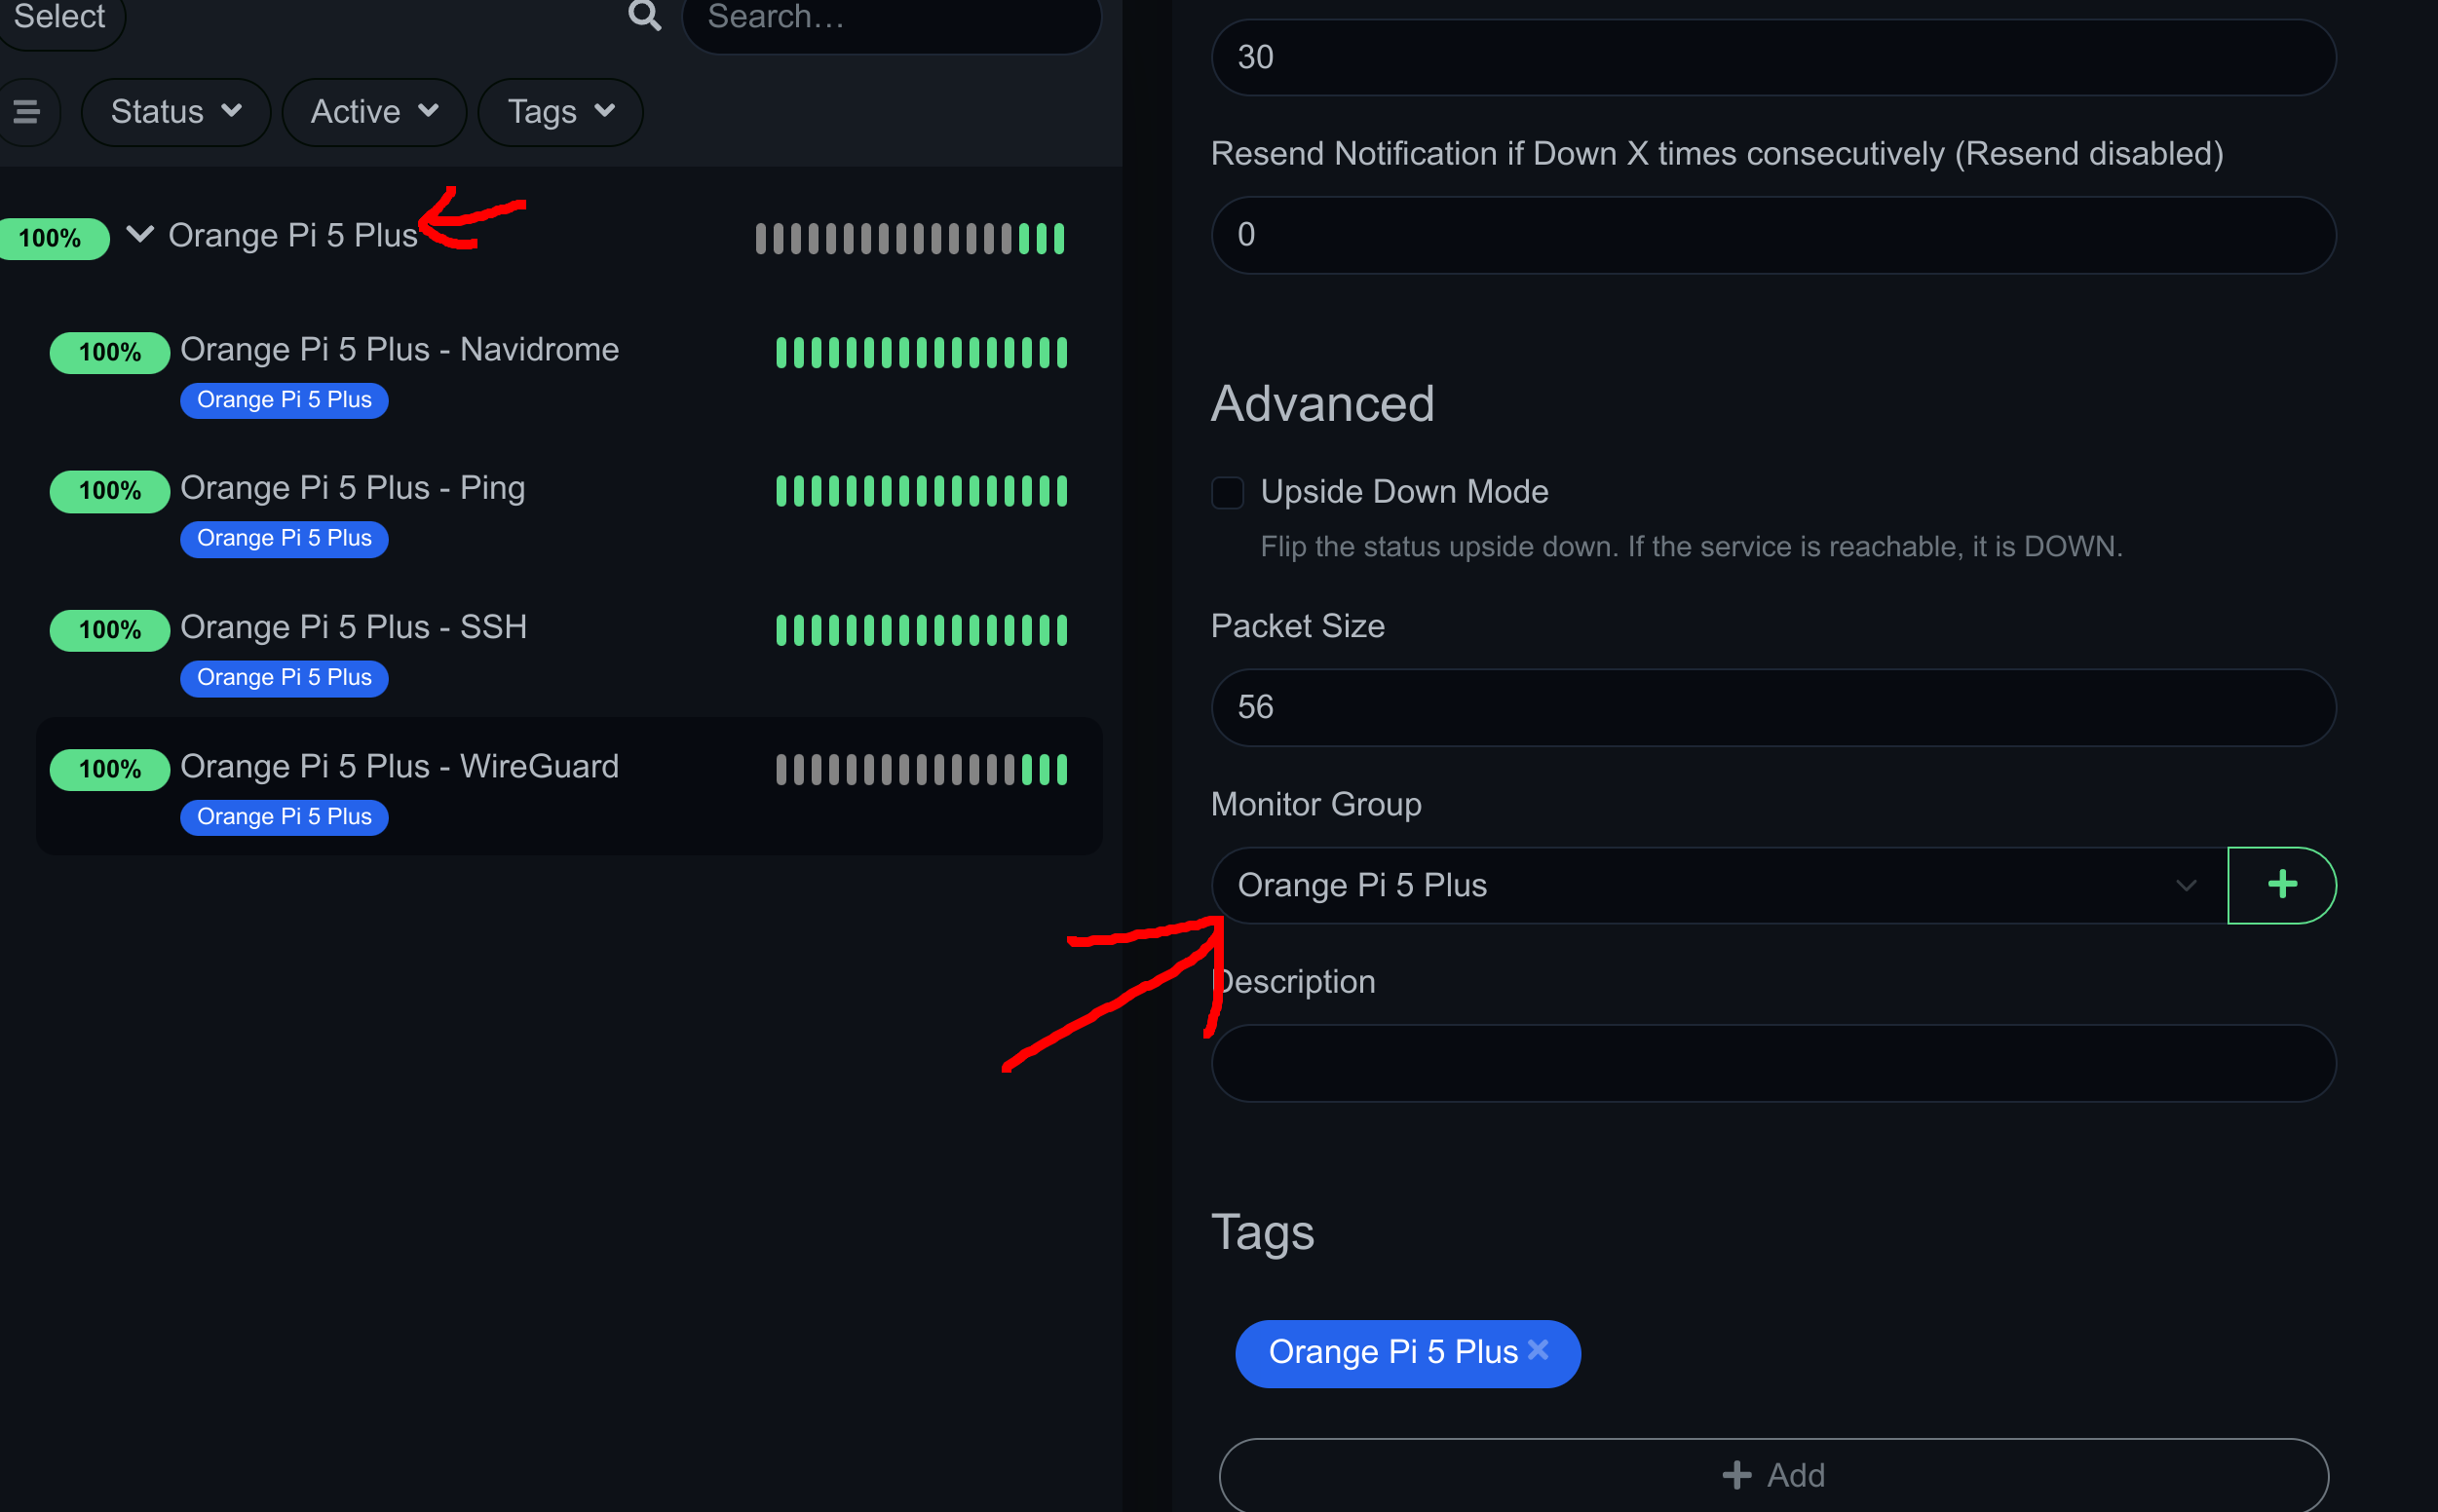 Select
Search…
Status
Active
Tags
100%
Orange Pi 5 Plus
100%
Orange Pi 5 Plus - Navidrome
Orange Pi 5 Plus
100%
Orange Pi 5 Plus - Ping
Orange Pi 5 Plus
100%
Orange Pi 5 Plus - SSH
Orange Pi 5 Plus
100%
Orange Pi 5 Plus - WireGuard
Orange Pi 5 Plus
30
Resend Notification if Down X times consecutively (Resend disabled)
0
Advanced
Upside Down Mode
Flip the status upside down. If the service is reachable, it is DOWN.
Packet Size
56
Monitor Group
Orange Pi 5 Plus
Description
Tags
Orange Pi 5 Plus
Add